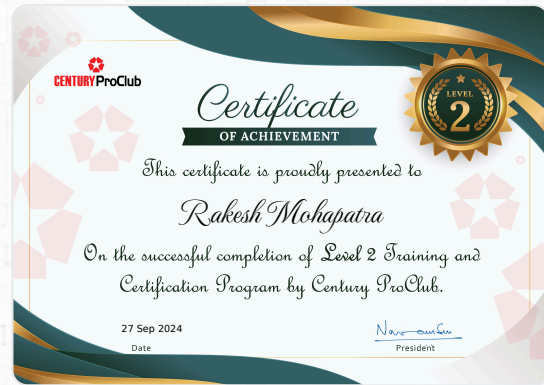 CENTURY ProClub
LEVEL
2
Certificate
OF ACHIEVEMENT
This certificate is proudly presented to
Rakesh Mohapatra
On the successful completion of Level 2 Training and
Certification Program by Century ProClub.
27 Sep 2024
Date
President